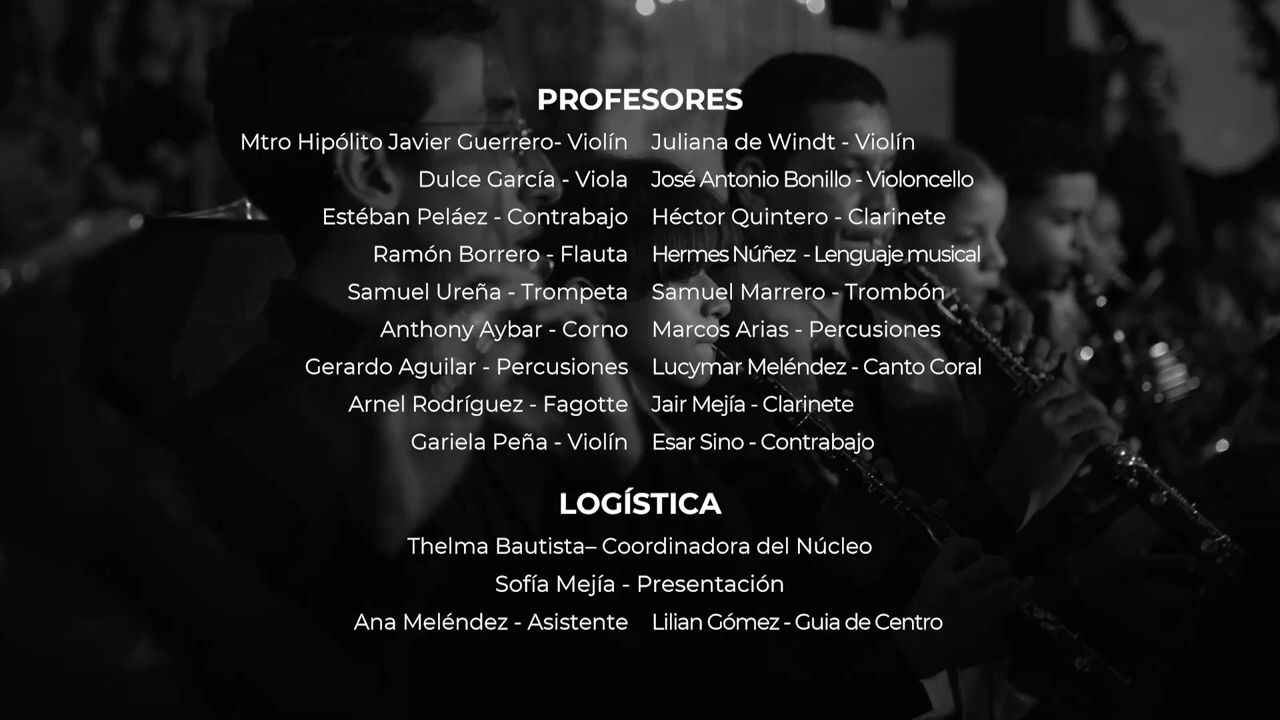 PROFESORES
Mtro Hipólito Javier Guerrero- Violín Juliana de Windt - Violín
Dulce García - Viola José Antonio Bonillo - Violoncello
Estéban Peláez - Contrabajo Héctor Quintero - Clarinete
Ramón Borrero - Flauta Hermes Núñez - Lenguaje musical
Samuel Ureña - Trompeta Samuel Marrero - Trombón
Anthony Aybar - Corno Marcos Arias - Percusiones
Gerardo Aguilar - Percusiones Lucymar Meléndez - Canto Coral
Arnel Rodríguez - Fagotte Jair Mejía - Clarinete
Gariela Peña - Violín Esar Sino - Contrabajo
LOGÍSTICA
Thelma Bautista– Coordinadora del Núcleo
Sofía Mejía - Presentación
Ana Meléndez - Asistente Lilian Gómez - Guia de Centro